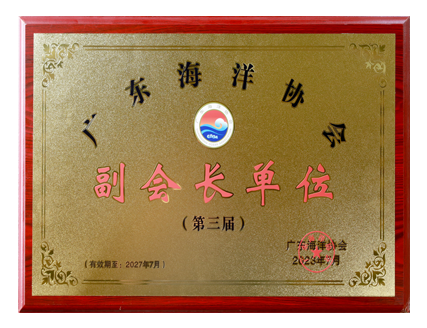 广东海洋协会
副会长单位
（第三届）
广东海洋协会
2023年7月
（有效期至：2027年7月）